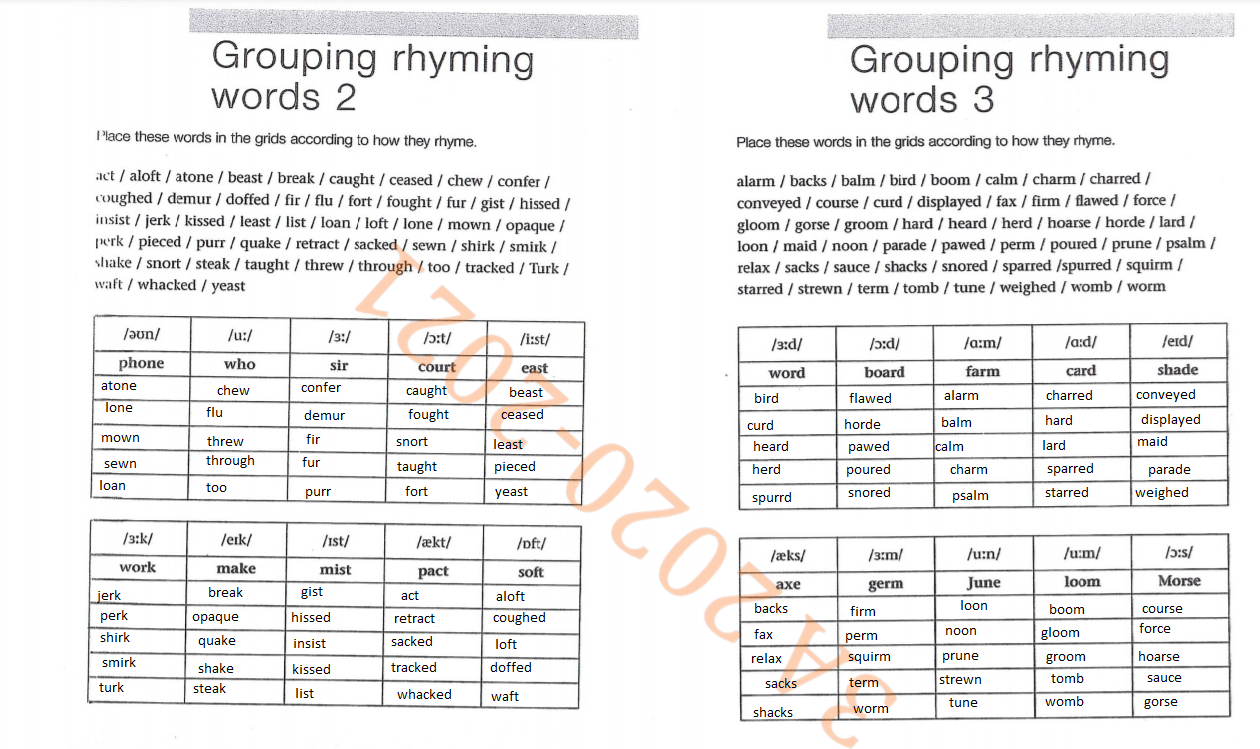 Grouping rhyming
words 2
Place these words in the grids according to how they rhyme.
act / aloft / atone / beast / break / caught / ceased / chew / confer /
coughed / demur / doffed / fir / flu / fort / fought / fur / gist / hissed /
insist / jerk / kissed / least / list / loan / loft / lone / mown / opaque /
perk / pieced / purr / quake / retract / sacked / sewn / shirk / smirk /
shake / snort / steak / taught / threw / through / too / tracked / Turk /
waft / whacked / yeast
/əʊn/ /u:/ /ɜ:/ /ɔ:t/ /i:st/
phone who sir court east
atone chew confer caught beast
lone flu demur fought ceased
mown threw fir snort least
sewn through fur taught pieced
loan too purr fort yeast
/ɜ:k/ /eɪk/ /ɪst/ /ækt/ /ɒft/
work make mist pact soft
jerk break gist act aloft
perk opaque hissed retract coughed
shirk quake insist sacked loft
smirk shake kissed tracked doffed
turk steak list whacked waft
Grouping rhyming
words 3
Place these words in the grids according to how they rhyme.
alarm / backs / balm / bird / boom / calm / charm / charred /
conveyed / course / curd / displayed / fax / firm / flawed / force /
gloom / gorse / groom / hard / heard / herd / hoarse / horde / lard /
loon / maid / noon / parade / pawed / perm / poured / prune / psalm /
relax / sacks / sauce / shacks / snored / sparred /spurred / squirm /
starred / strewn / term / tomb / tune / weighed / womb / worm
/ɜ:d/ /ɔ:d/ /ɑ:m/ /ɑ:d/ /eɪd/
word board farm card shade
bird flawed alarm charred conveyed
curd horde balm hard displayed
heard pawed calm lard maid
herd poured charm sparred parade
spurrd snored psalm starred weighed
/æks/ /ɜ:m/ /u:n/ /u:m/ /ɔ:s/
axe germ June loom Morse
backs firm loon boom course
fax perm noon gloom force
relax squirm prune groom hoarse
sacks term strewn tomb sauce
shacks worm tune womb gorse
3A 2020-2021